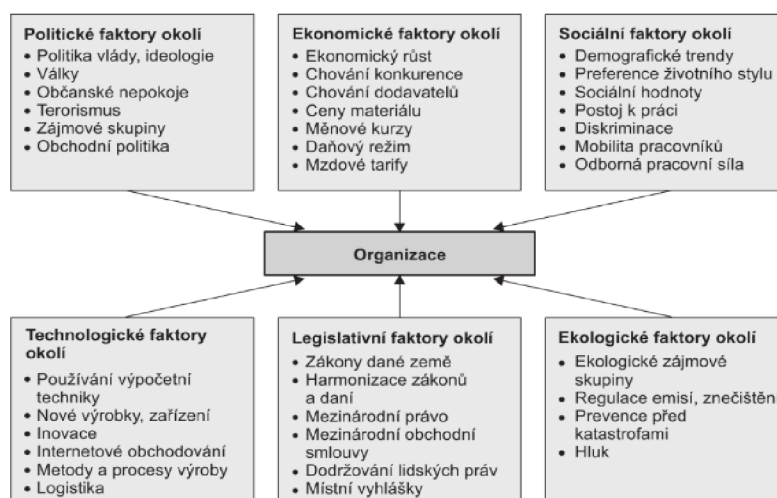 Politické faktory okolí
• Politika vlády, ideologie
• Války
• Občanské nepokoje
• Terorismus
• Zájmové skupiny
• Obchodní politika
Ekonomické faktory okolí
• Ekonomický růst
• Chování konkurence
• Chování dodavatelů
• Ceny materiálu
• Měnové kurzy
• Daňový režim
• Mzdové tarify
Sociální faktory okolí
• Demografické trendy
• Preference životního stylu
• Sociální hodnoty
• Postoj k práci
• Diskriminace
• Mobilita pracovníků
• Odborná pracovní síla
Organizace
Technologické faktory
okolí
• Používání výpočetní
techniky
• Nové výrobky, zařízení
• Inovace
• Internetové obchodování
• Metody a procesy výroby
• Logistika
Legislativní faktory okolí
• Zákony dané země
• Harmonizace zákonů
a daní
• Mezinárodní právo
• Mezinárodní obchodní
smlouvy
• Dodržování lidských práv
• Místní vyhlášky
Ekologické faktory okolí
• Ekologické zájmové
skupiny
• Regulace emisí, znečištěn
• Prevence před
katastrofami
• Hluk